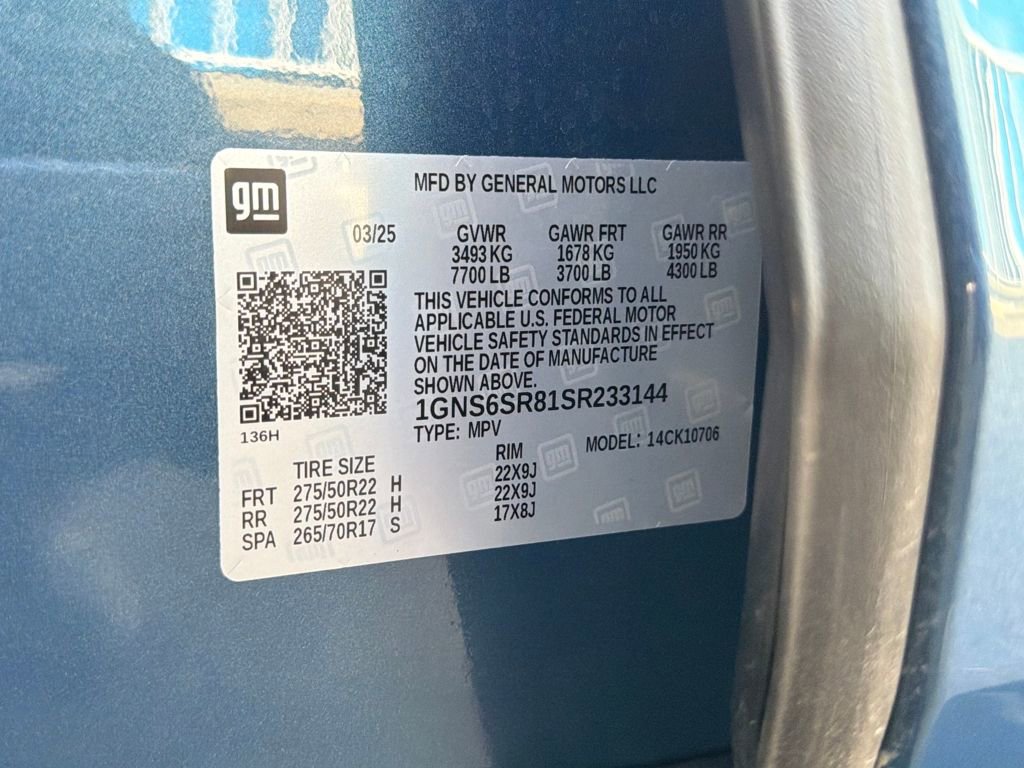 gm
MFD BY GENERAL MOTORS LLC
03/25 GVWR GAWR FRT GAWR RR
3493 KG 1678 KG 1950 KG
7700 LB 3700 LB 4300 LB
THIS VEHICLE CONFORMS TO ALL
APPLICABLE U.S. FEDERAL MOTOR
VEHICLE SAFETY STANDARDS IN EFFECT
ON THE DATE OF MANUFACTURE
SHOWN ABOVE.
1GNS6SR81SR233144
136H
TYPE: MPV MODEL: 14CK10706
TIRE SIZE RIM
FRT 275/50R22 H 22X9J
RR 275/50R22 H 22X9J
SPA 265/70R17 S 17X8J